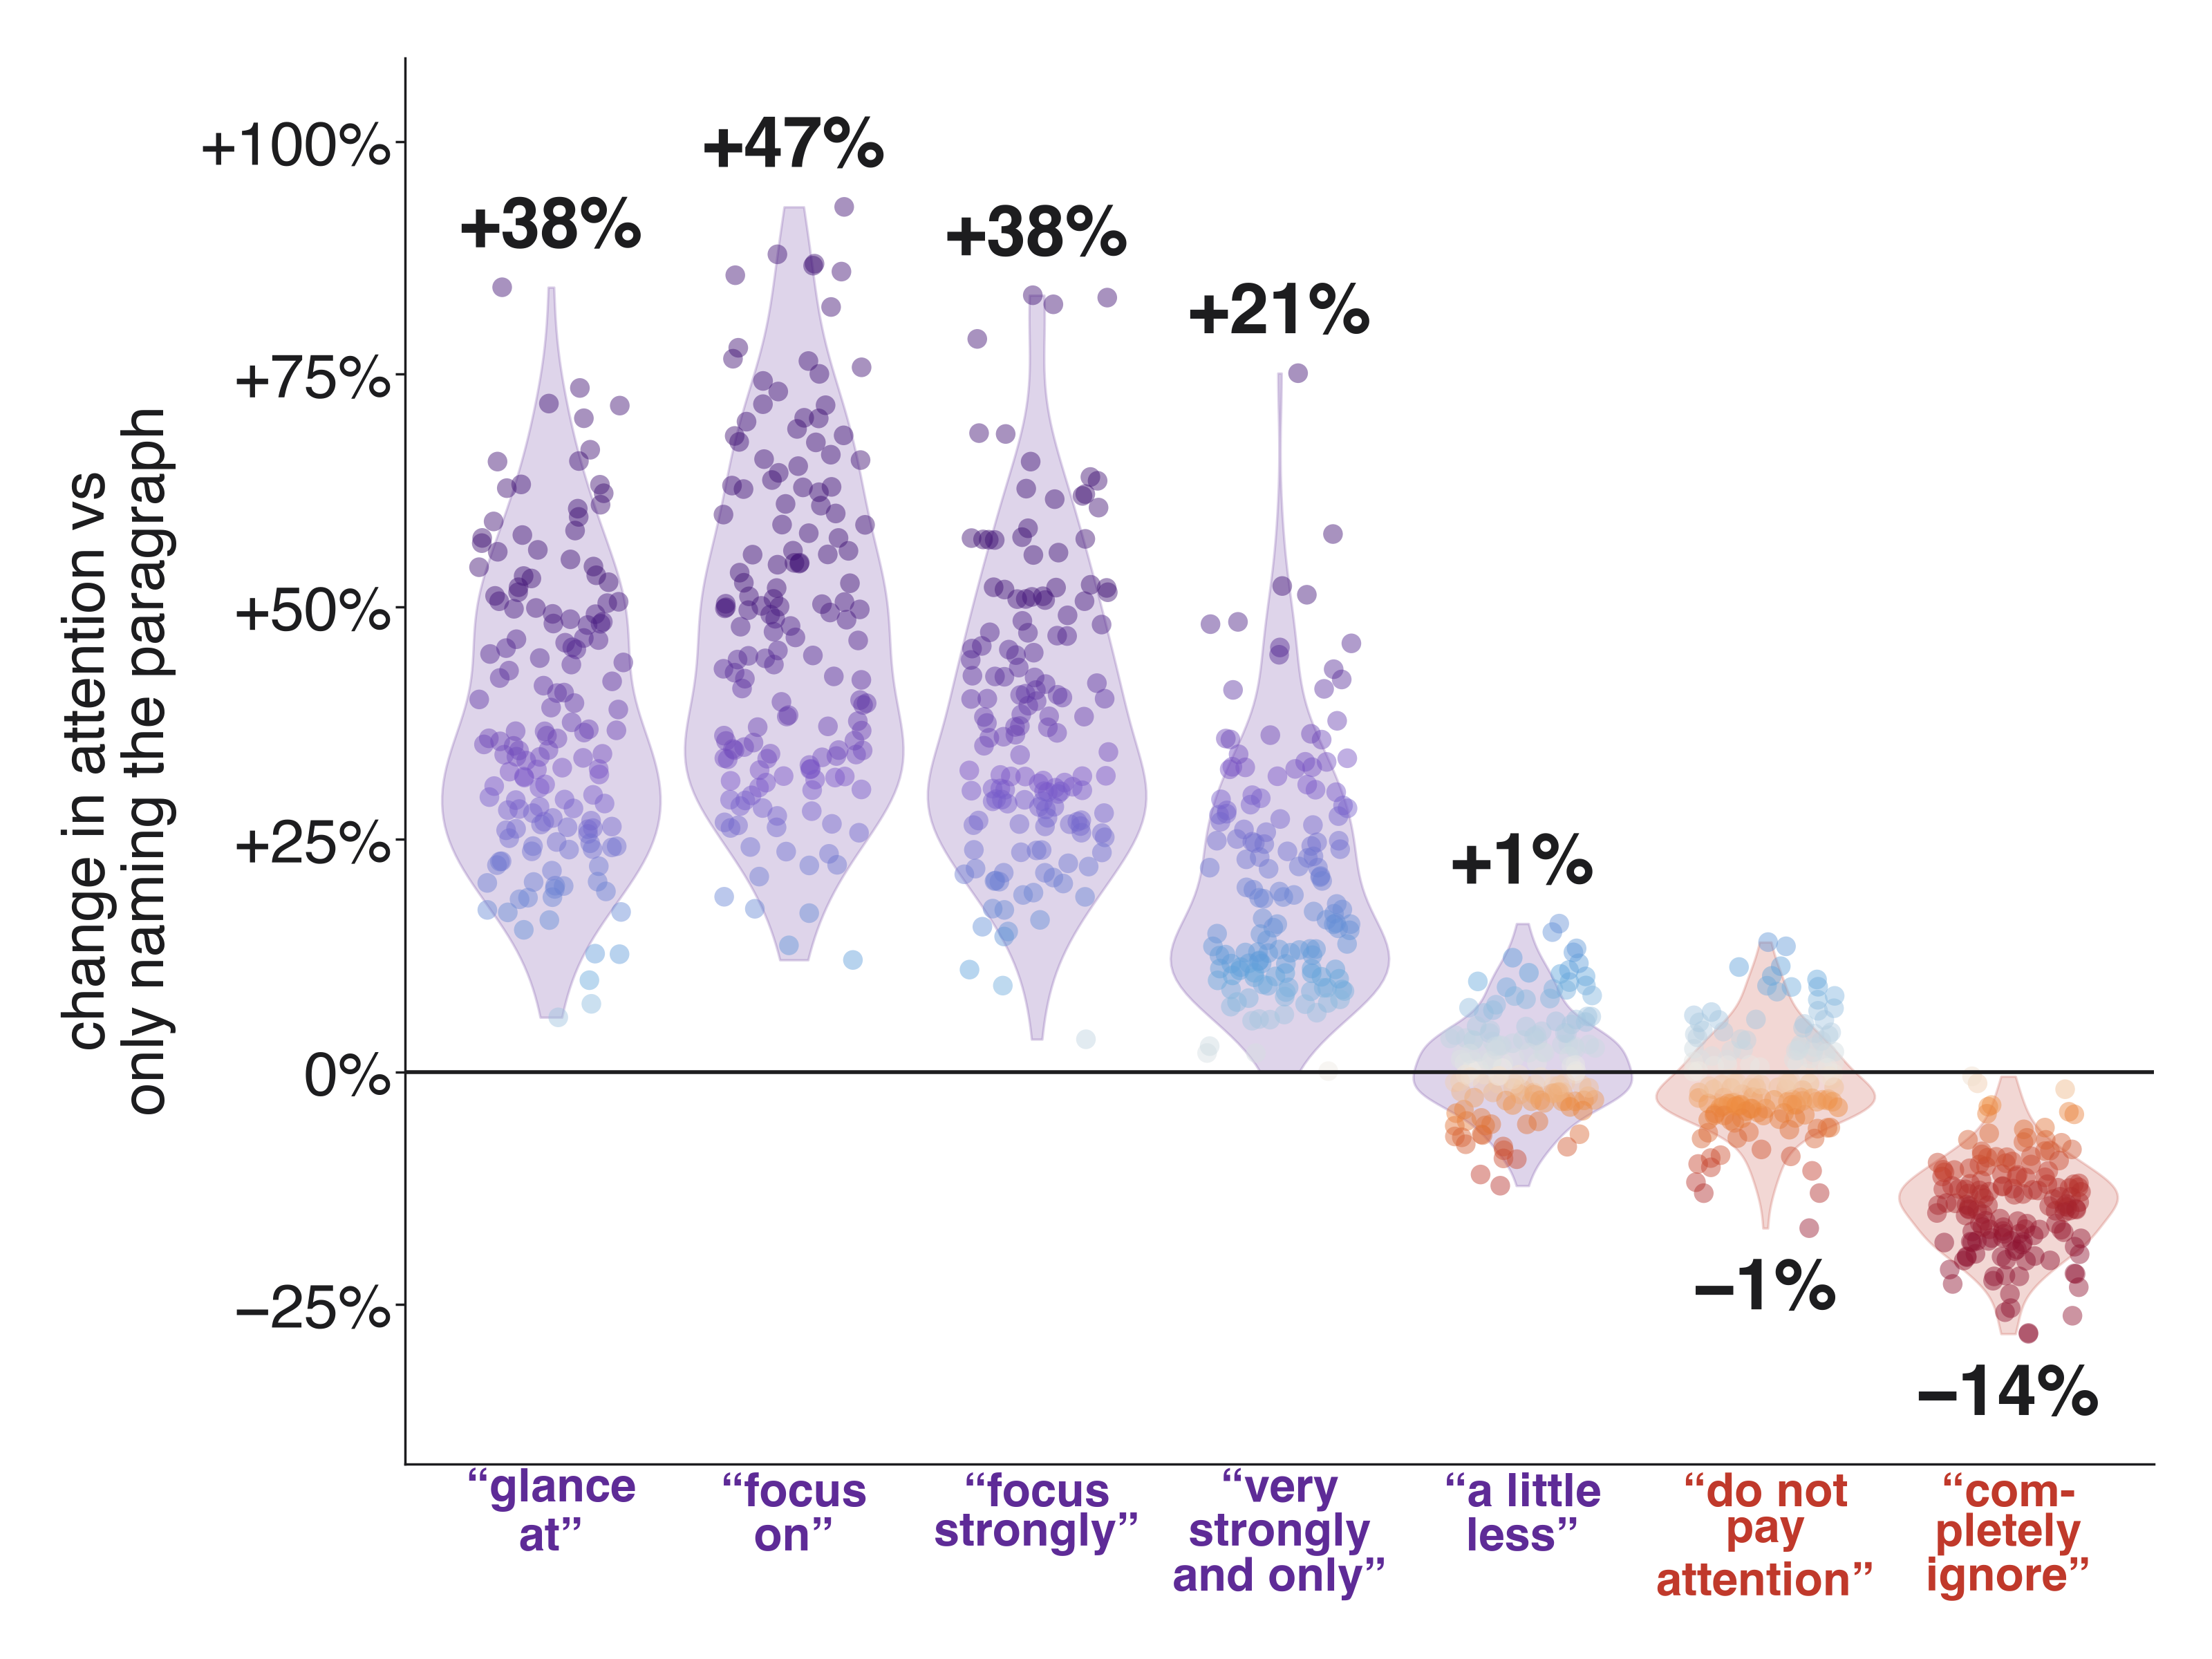 change in attention vs
only naming the paragraph
+100%
+75%
+50%
+25%
0%
−25%
+38%
+47%
+38%
+21%
+1%
−1%
−14%
“glance
at”
“focus
on”
“focus
strongly”
“very
strongly
and only”
“a little
less”
“do not
pay
attention”
“com-
pletely
ignore”